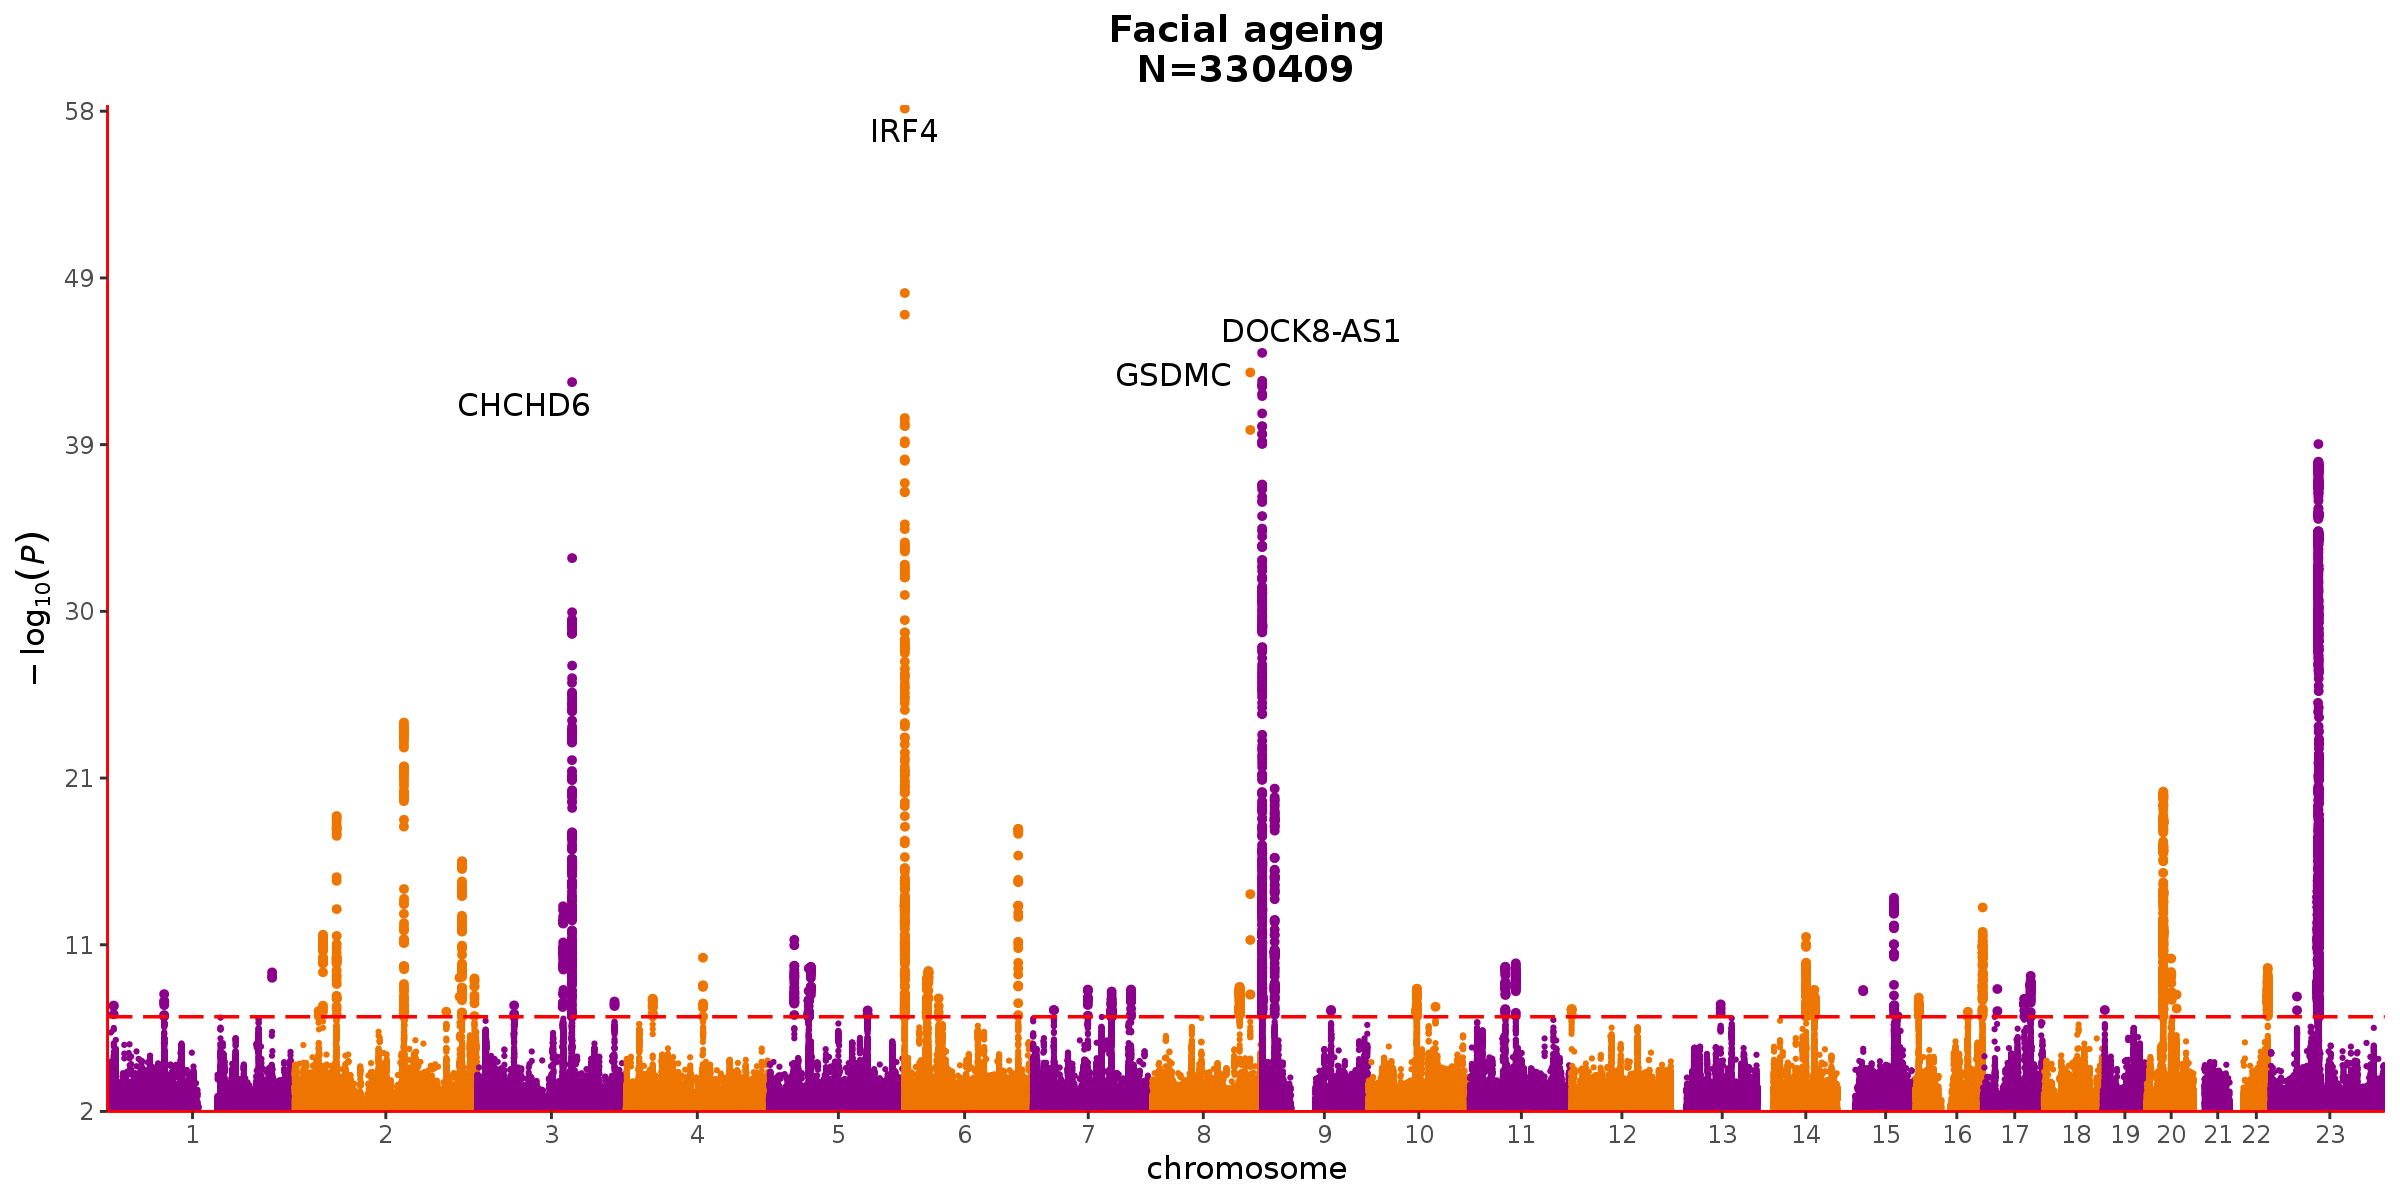 Facial ageing
N=330409
58
IRF4
49
DOCK8-AS1
GSDMC
CHCHD6
39
30
21
11
2
−log₁₀(P)
1 2 3 4 5 6 7 8 9 10 11 12 13 14 15 16 17 18 19 20 21 22 23
chromosome